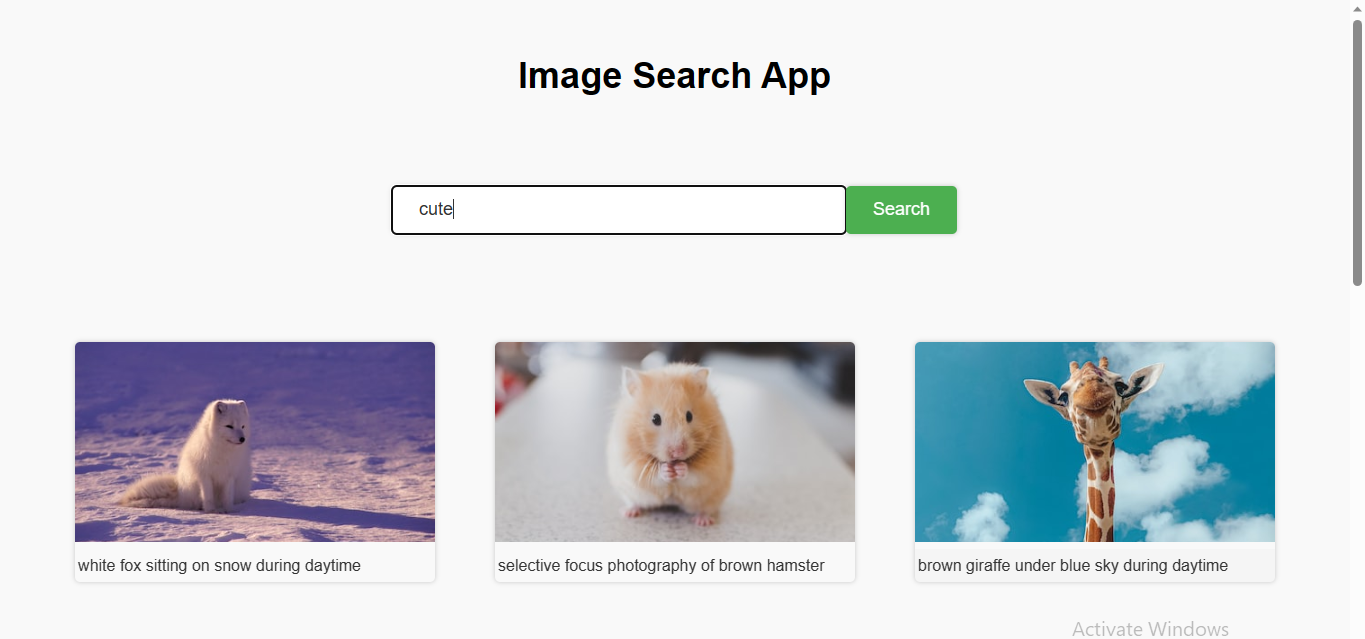 Image Search App
cute
Search
white fox sitting on snow during daytime
selective focus photography of brown hamster
brown giraffe under blue sky during daytime
Activate Windows